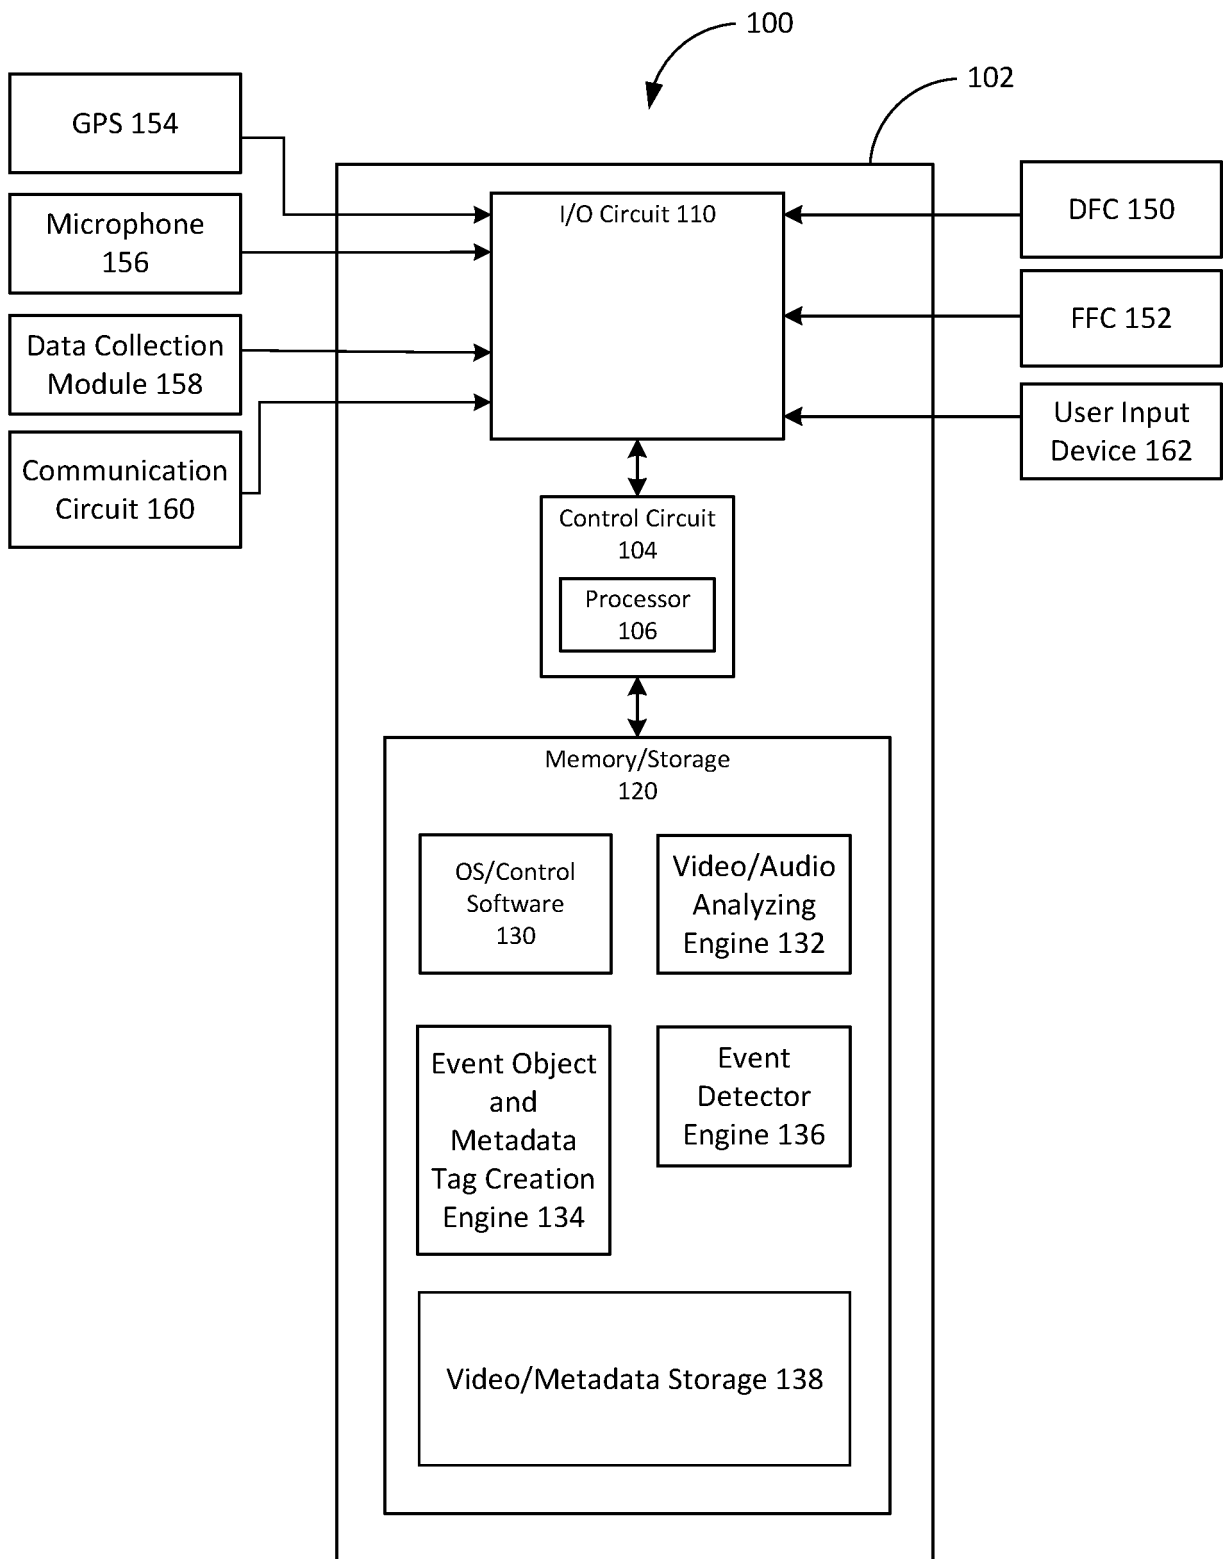 100
102
GPS 154
Microphone
156
Data Collection
Module 158
Communication
Circuit 160
I/O Circuit 110
DFC 150
FFC 152
User Input
Device 162
Control Circuit
104
Processor
106
Memory/Storage
120
OS/Control
Software
130
Video/Audio
Analyzing
Engine 132
Event Object
and
Metadata
Tag Creation
Engine 134
Event
Detector
Engine 136
Video/Metadata Storage 138